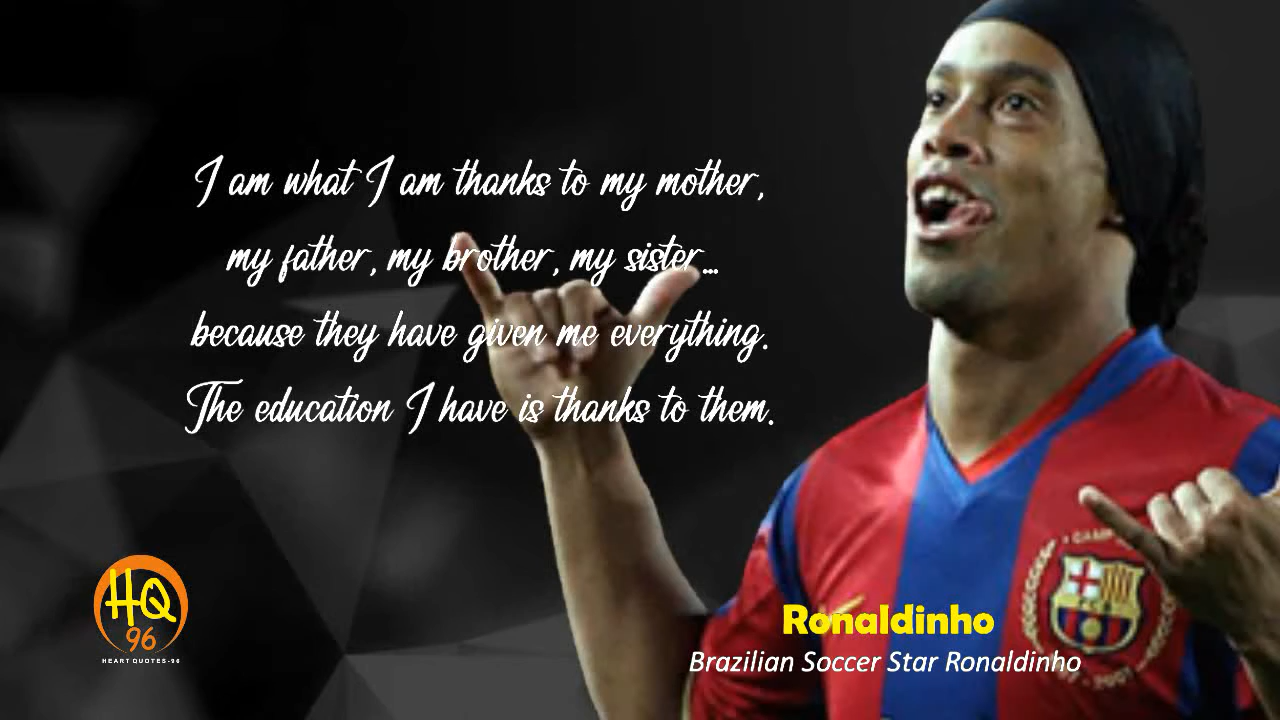 I am what I am thanks to my mother,
my father, my brother, my sister...
because they have given me everything.
The education I have is thanks to them.
HQ
96
HEART QUOTES-96
Ronaldinho
Brazilian Soccer Star Ronaldinho